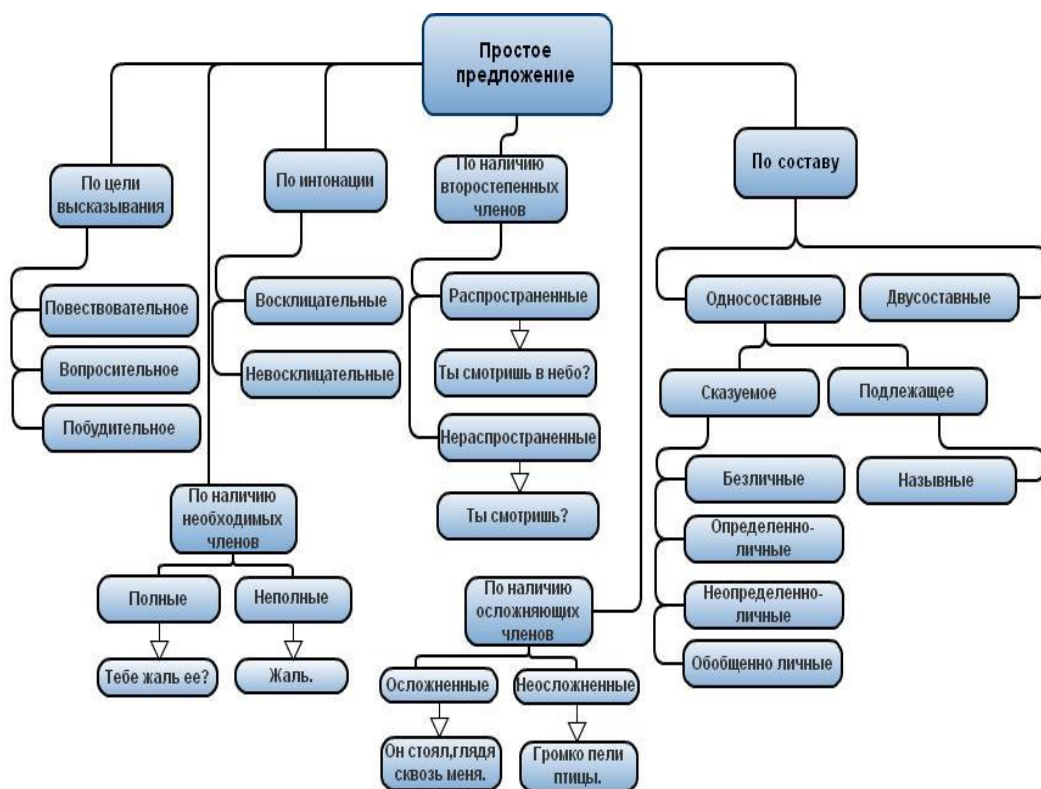 Простое
предложение
По цели
высказывания
Повествовательное
Вопросительное
Побудительное
По наличию
необходимых
членов
Полные
Тебе жаль ее?
Неполные
Жаль.
По интонации
Восклицательные
Невосклицательные
По наличию
второстепенных
членов
Распространенные
Ты смотришь в небо?
Нераспространенные
Ты смотришь?
По наличию
осложняющих
членов
Осложненные
Он стоял,глядя
сквозь меня.
Неосложненные
Громко пели
птицы.
По составу
Односоставные
Двусоставные
Сказуемое
Подлежащее
Безличные
Назывные
Определенно-
личные
Неопределенно-
личные
Обобщенно личные